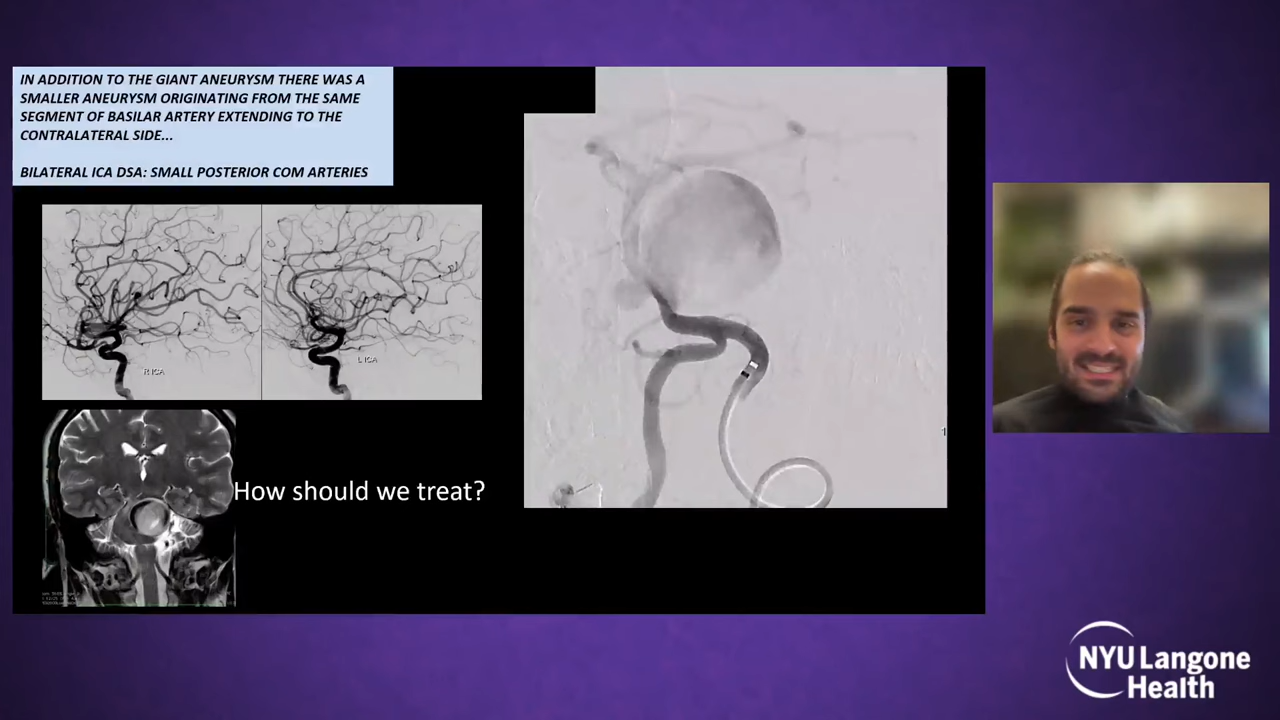 IN ADDITION TO THE GIANT ANEURYSM THERE WAS A
SMALLER ANEURYSM ORIGINATING FROM THE SAME
SEGMENT OF BASILAR ARTERY EXTENDING TO THE
CONTRALATERAL SIDE...
BILATERAL ICA DSA: SMALL POSTERIOR COM ARTERIES
R ICA
L ICA
How should we treat?
1
NYU Langone
Health